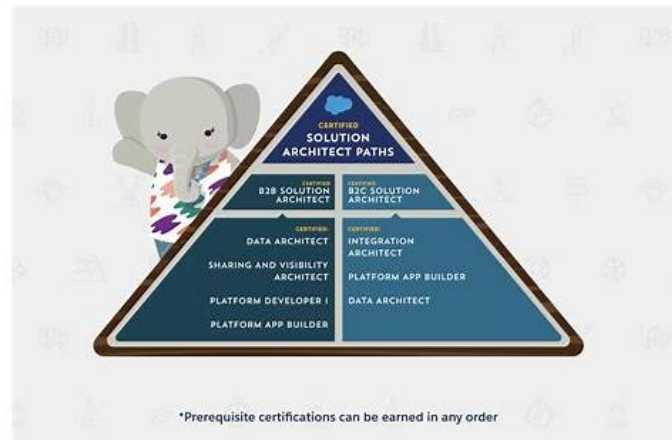 CERTIFIED
SOLUTION
ARCHITECT PATHS
CERTIFIED
B2B SOLUTION
ARCHITECT
CERTIFIED
B2C SOLUTION
ARCHITECT
CERTIFIED:
DATA ARCHITECT
SHARING AND VISIBILITY
ARCHITECT
PLATFORM DEVELOPER I
PLATFORM APP BUILDER
CERTIFIED:
INTEGRATION
ARCHITECT
PLATFORM APP BUILDER
DATA ARCHITECT
*Prerequisite certifications can be earned in any order